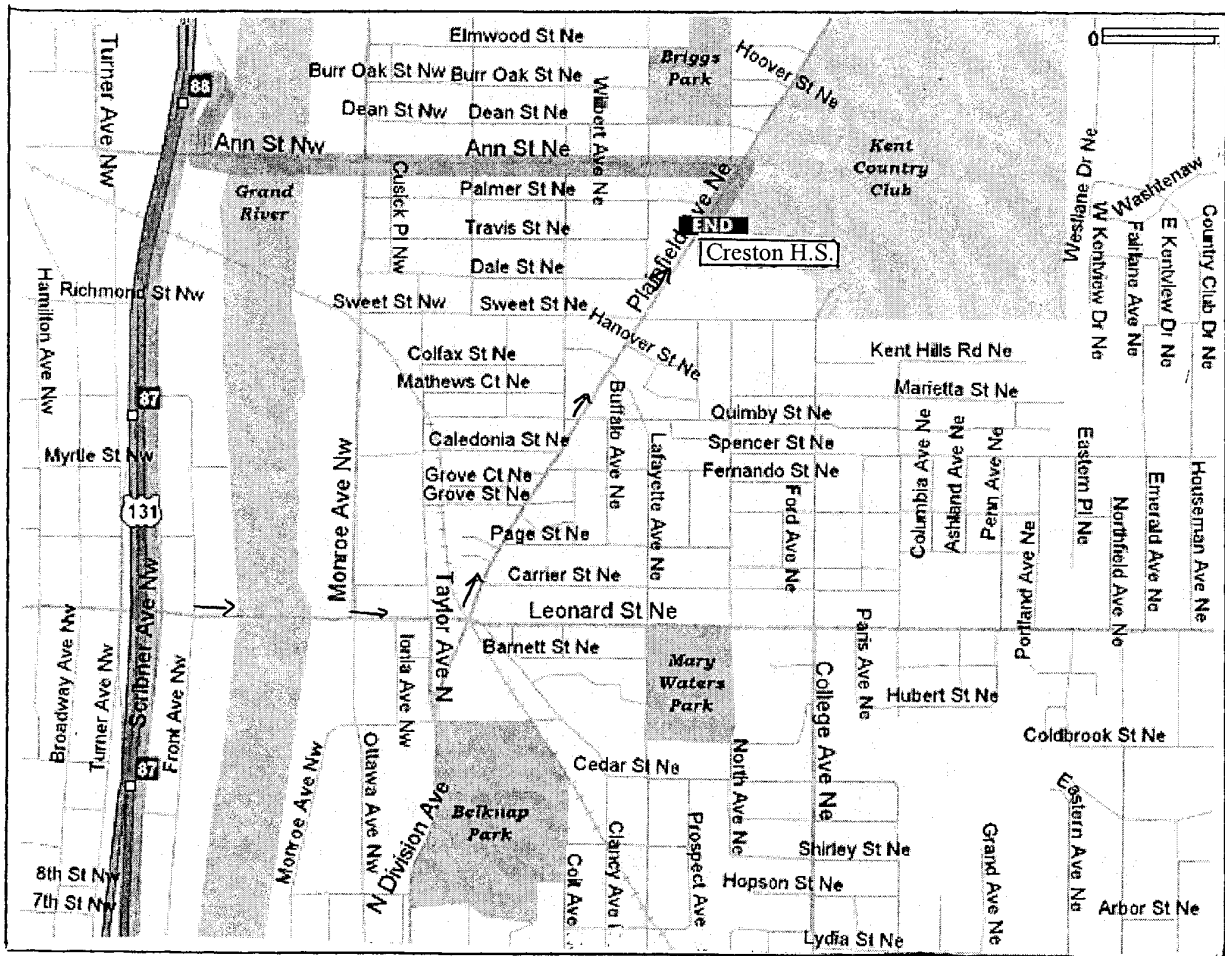 Elmwood St Ne
0
Turner Ave NW
88
Burr Oak St NW
Burr Oak St Ne
Wilbert Ave Ne
Briggs
Park
Hoover St Ne
Dean St NW
Dean St Ne
Ann St NW
Ann St Ne
Kent
Country
Club
Westlane Dr Ne
Washtenaw
Grand
River
Cusick Pl NW
Palmer St Ne
Plainfield Ave Ne
W Kentview Dr Ne
Fairlane Ave Ne
E Kentview Dr Ne
Country Club Dr Ne
Travis St Ne
END
Creston H.S.
Dale St Ne
Hamilton Ave NW
Richmond St NW
Sweet St NW
Sweet St Ne
Hanover St Ne
Colfax St Ne
Kent Hills Rd Ne
Mathews Ct Ne
Marietta St Ne
87
Buffalo Ave Ne
Quimby St Ne
Caledonia St Ne
Lafayette Ave Ne
Spencer St Ne
Columbia Ave Ne
Ashland Ave Ne
Penn Ave Ne
Eastern Pl Ne
Myrtle St NW
Monroe Ave NW
Grove Ct Ne
Grove St Ne
Fernando St Ne
Ford Ave Ne
Northfield Ave Ne
Emerald Ave Ne
Houseman Ave Ne
131
Page St Ne
Portland Ave Ne
Scribner Ave NW
Taylor Ave N
Carrier St Ne
Leonard St Ne
Paris Ave Ne
Broadway Ave NW
Turner Ave NW
Front Ave NW
Ionia Ave NW
Barnett St Ne
Mary
Waters
Park
College Ave Ne
Hubert St Ne
Coldbrook St Ne
87
Monroe Ave NW
Ottawa Ave NW
N Division Ave
Cedar St Ne
North Ave Ne
Belknap
Park
Coit Ave
Clancy Ave
Prospect Ave
Shirley St Ne
Grand Ave Ne
Eastern Ave Ne
8th St NW
Hopson St Ne
7th St NW
Arbor St Ne
Lydia St Ne